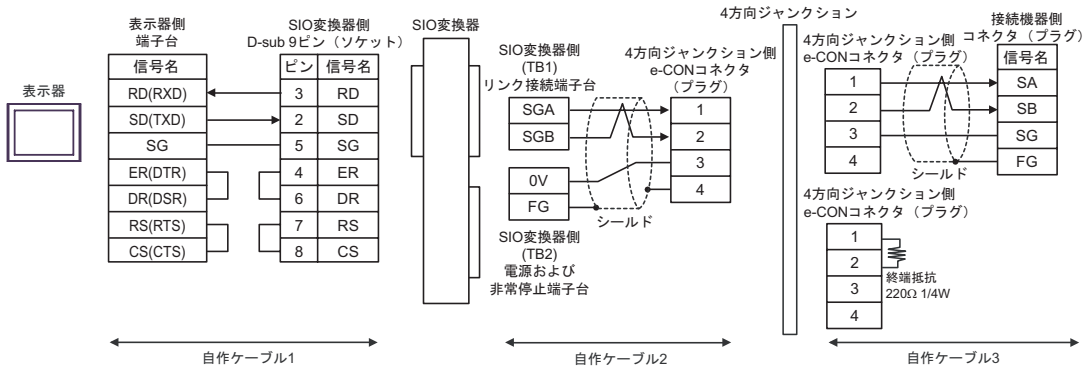 表示器
表示器側
端子台
信号名
RD(RXD)
SD(TXD)
SG
ER(DTR)
DR(DSR)
RS(RTS)
CS(CTS)
SIO変換器側
D-sub 9ピン（ソケット）
ピン 信号名
3 RD
2 SD
5 SG
4 ER
6 DR
7 RS
8 CS
自作ケーブル1
SIO変換器
SIO変換器側
(TB1)
リンク接続端子台
SGA
SGB
0V
FG
SIO変換器側
(TB2)
電源および
非常停止端子台
シールド
4方向ジャンクション側
e-CONコネクタ
（プラグ）
1
2
3
4
自作ケーブル2
4方向ジャンクション
4方向ジャンクション側
e-CONコネクタ（プラグ）
1
2
3
4
シールド
接続機器側
コネクタ（プラグ）
信号名
SA
SB
SG
FG
4方向ジャンクション側
e-CONコネクタ（プラグ）
1
2
3
4
終端抵抗
220Ω 1/4W
自作ケーブル3